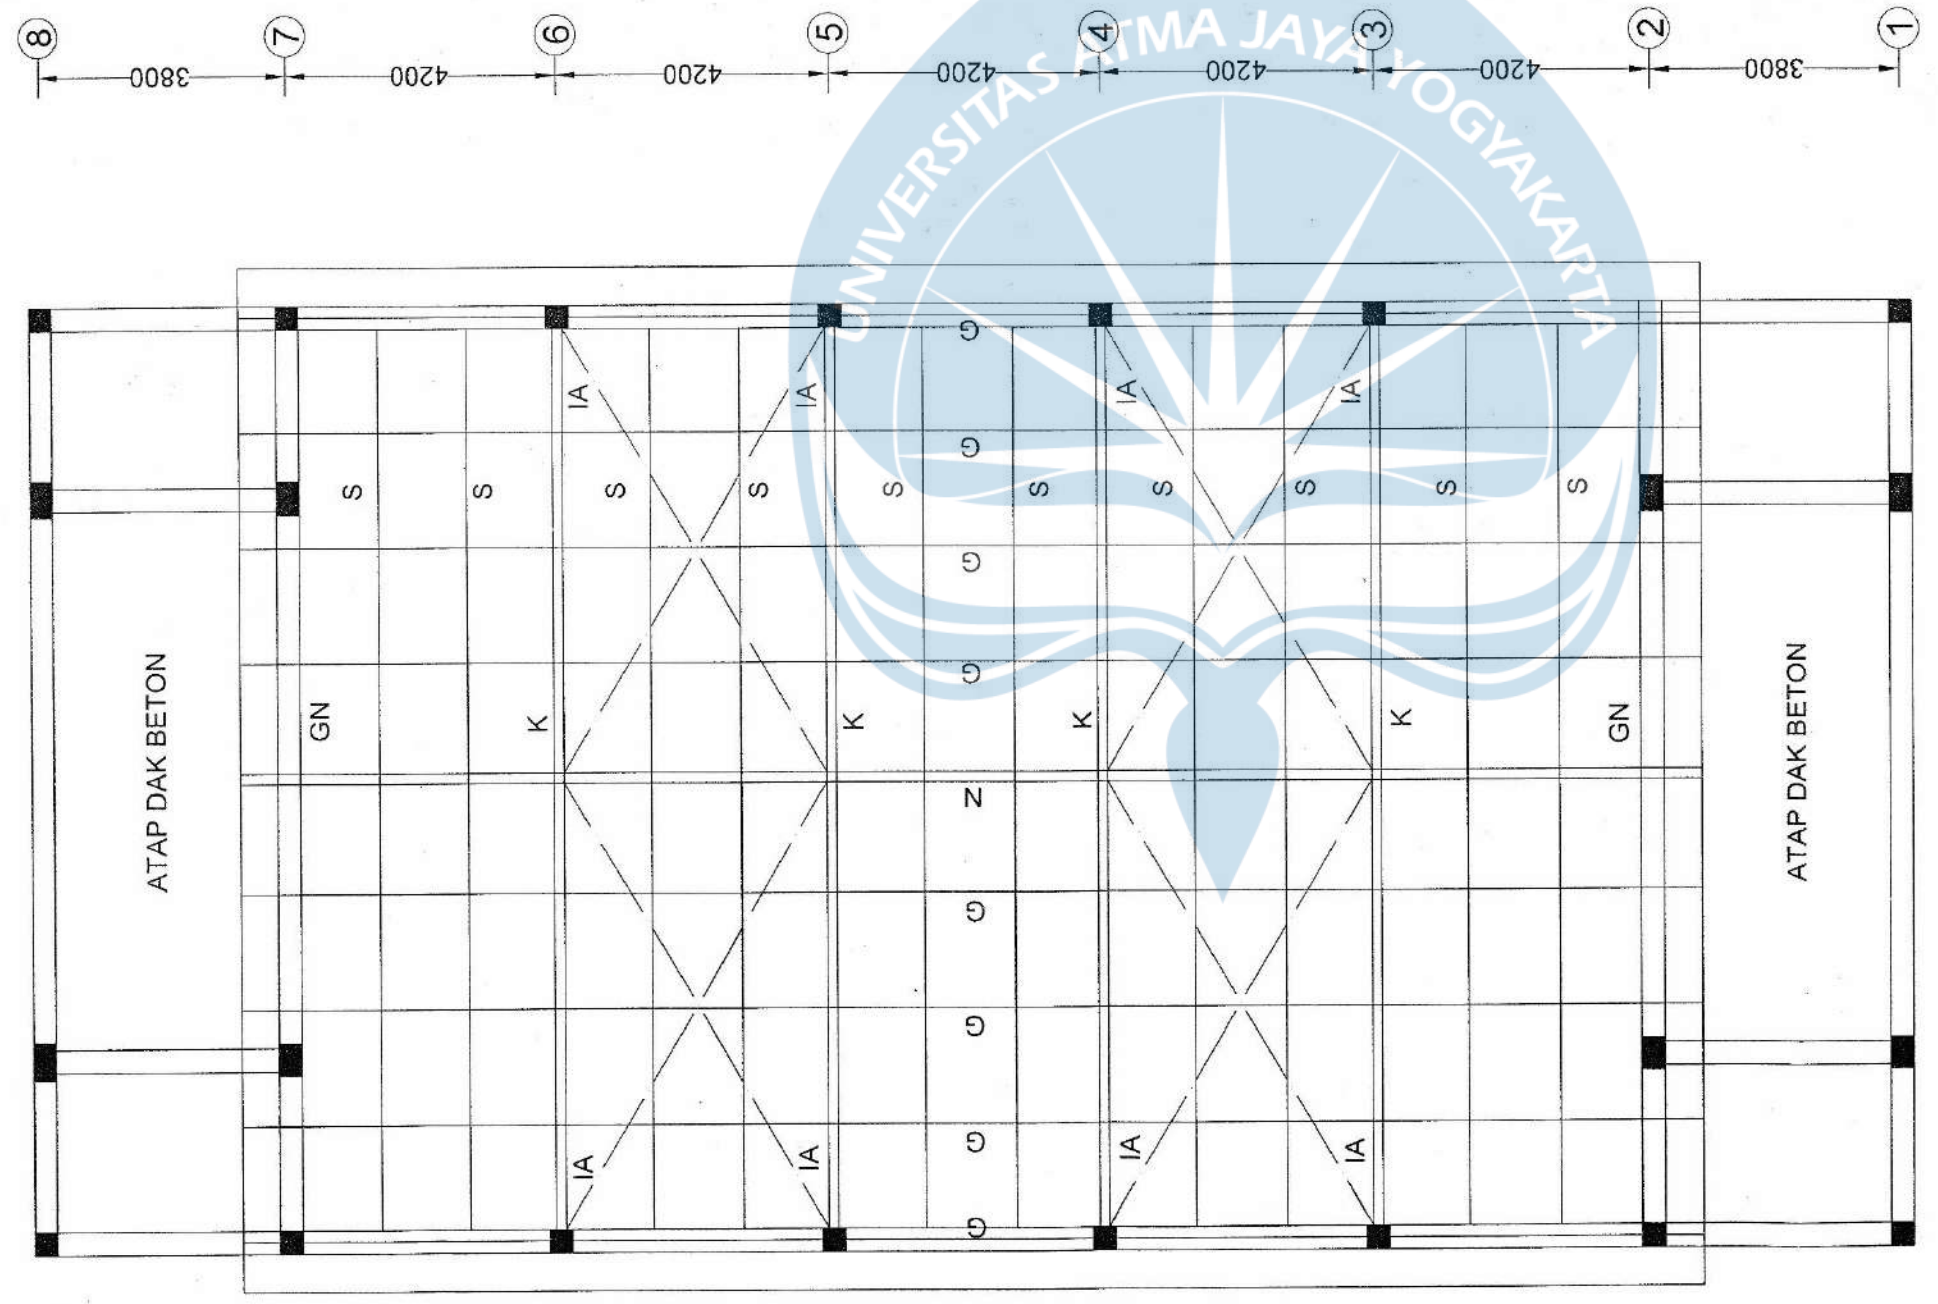 8 7 6 5 4 3 2 1
3800 4200 4200 4200 4200 4200 3800
UNIVERSITAS ATMA JAYA YOGYAKARTA
G
IA IA IA IA
G
S S S S S S S S S S
G
G
GN K K K K GN
ATAP DAK BETON
ATAP DAK BETON
N
G
G
G
IA IA IA IA
G